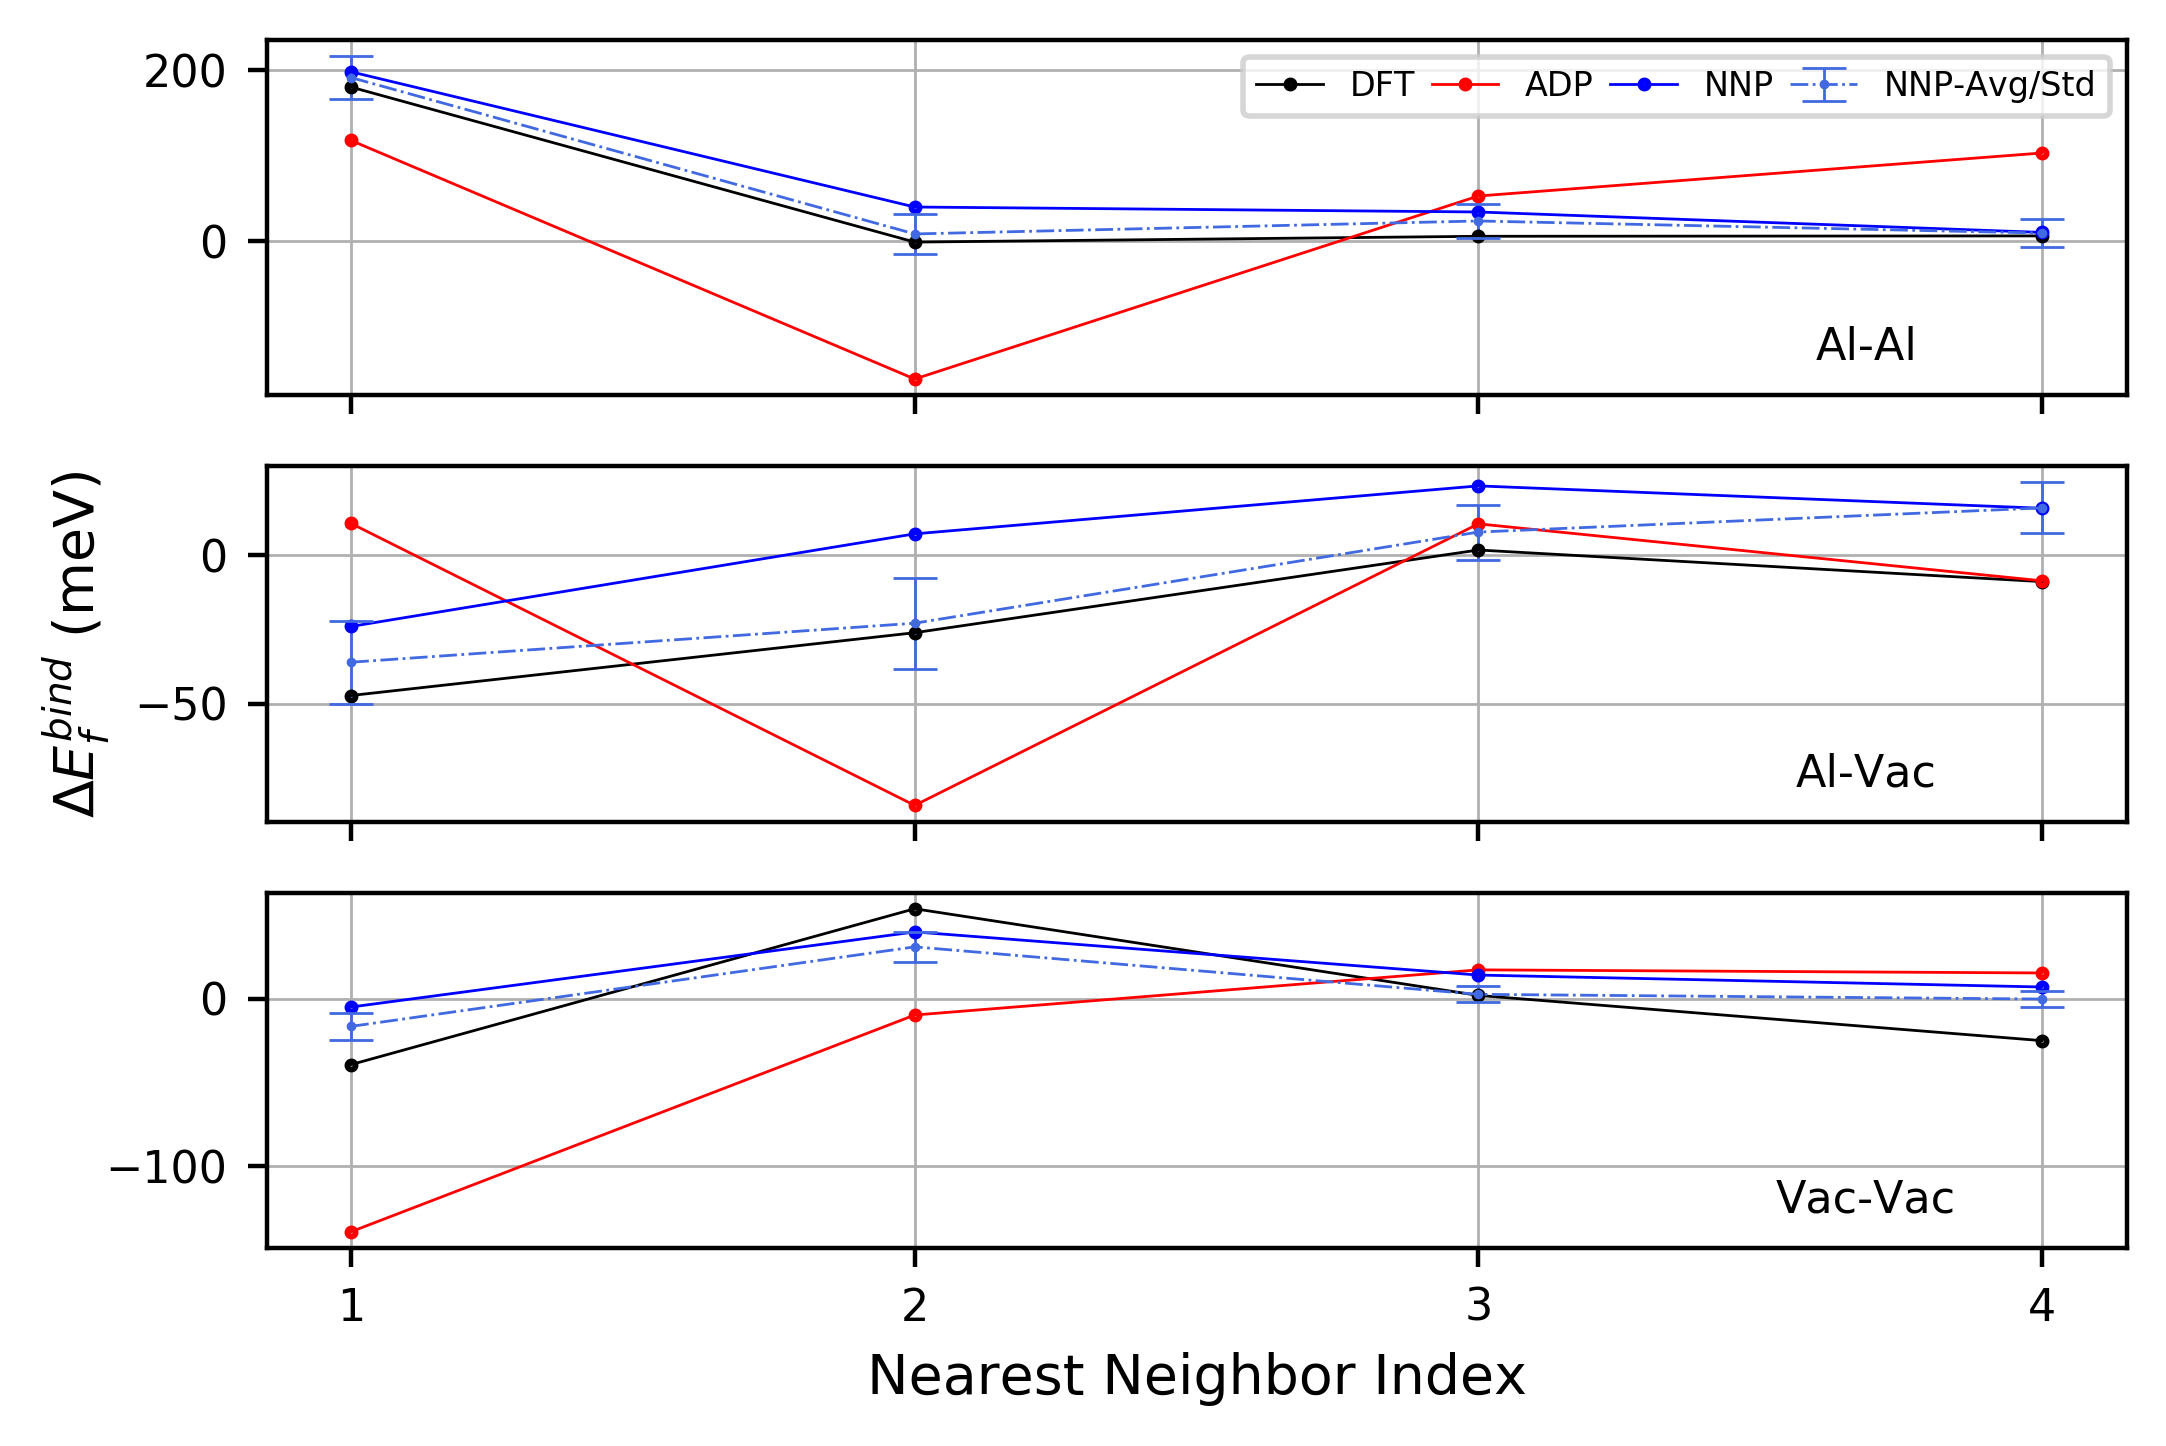 200
0
DFT ADP NNP NNP-Avg/Std
Al-Al
ΔE_f^{bind} (meV)
0
−50
Al-Vac
0
−100
Vac-Vac
1 2 3 4
Nearest Neighbor Index